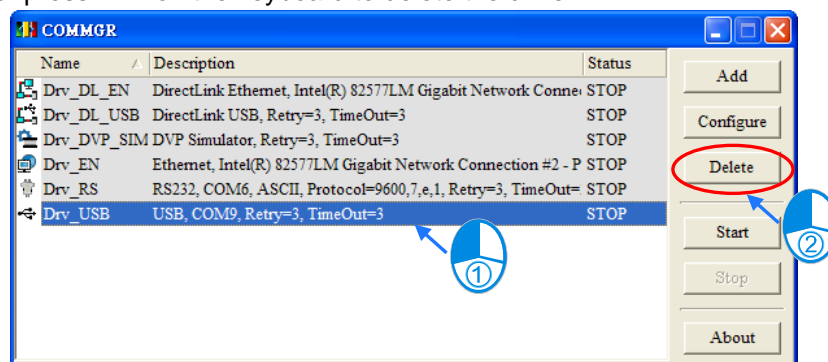 COMMGR
Name Description Status
Drv_DL_EN DirectLink Ethernet, Intel(R) 82577LM Gigabit Network Conne STOP
Drv_DL_USB DirectLink USB, Retry=3, TimeOut=3 STOP
Drv_DVP_SIM DVP Simulator, Retry=3, TimeOut=3 STOP
Drv_EN Ethernet, Intel(R) 82577LM Gigabit Network Connection #2 - P STOP
Drv_RS RS232, COM6, ASCII, Protocol=9600,7,e,1, Retry=3, TimeOut= STOP
Drv_USB USB, COM9, Retry=3, TimeOut=3 STOP
Add
Configure
Delete
Start
Stop
About
①
②